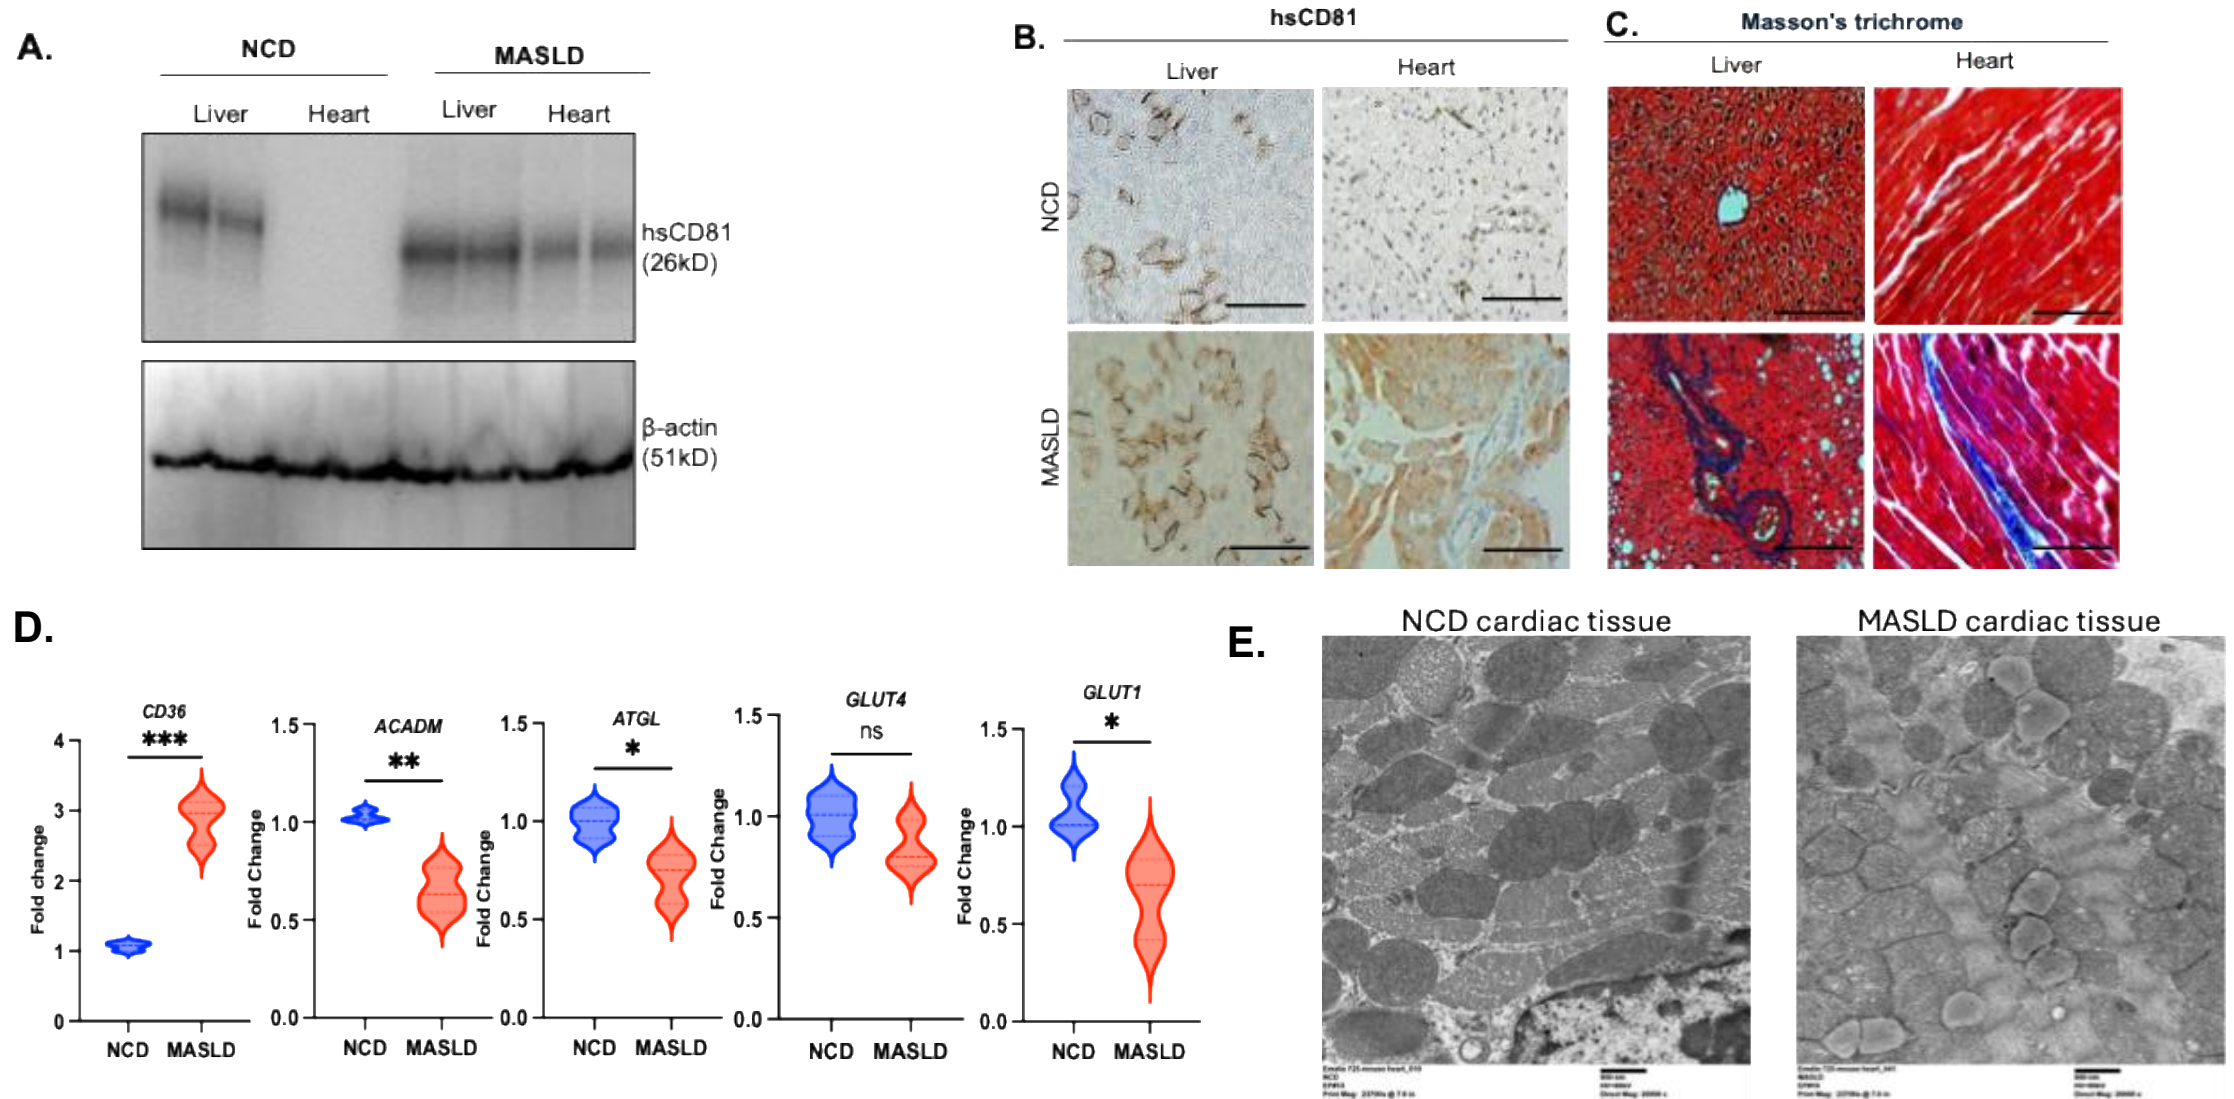 A.
NCD
MASLD
Liver
Heart
Liver
Heart
hsCD81
(26kD)
β-actin
(51kD)
B.
hsCD81
Liver
Heart
NCD
MASLD
C.
Masson's trichrome
Liver
Heart
D.
CD36
***
Fold change
4
3
2
1
0
NCD
MASLD
ACADM
**
Fold Change
1.5
1.0
0.5
0.0
NCD
MASLD
ATGL
*
Fold Change
1.5
1.0
0.5
0.0
NCD
MASLD
GLUT4
ns
Fold Change
1.5
1.0
0.5
0.0
NCD
MASLD
GLUT1
*
Fold Change
1.5
1.0
0.5
0.0
NCD
MASLD
E.
NCD cardiac tissue
MASLD cardiac tissue
NCD
MASLD